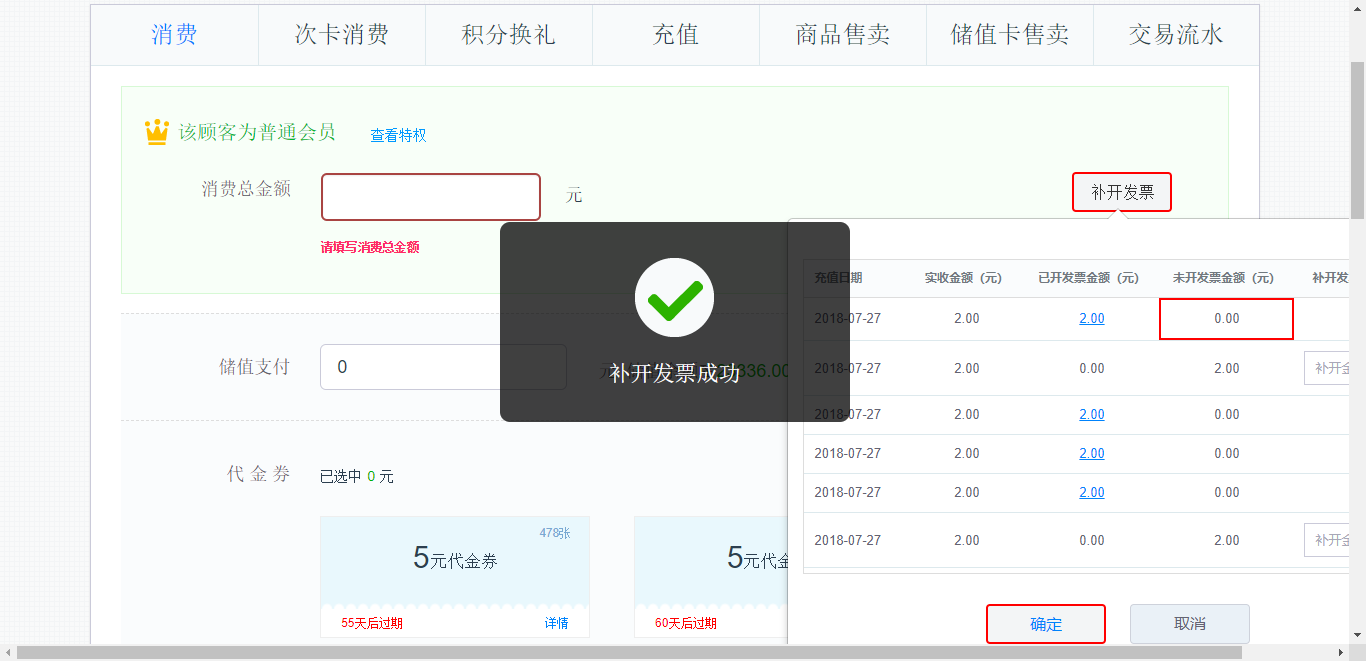 消费 次卡消费 积分换礼 充值 商品售卖 储值卡售卖 交易流水
该顾客为普通会员 查看特权
消费总金额 元 补开发票
请填写消费总金额
充值日期 实收金额（元） 已开发票金额（元） 未开发票金额（元） 补开发
2018-07-27 2.00 2.00 0.00
储值支付 0 元 336.00
补开发票成功
2018-07-27 2.00 0.00 2.00 补开金
2018-07-27 2.00 2.00 0.00
2018-07-27 2.00 2.00 0.00
代金券 已选中 0 元
2018-07-27 2.00 2.00 0.00
2018-07-27 2.00 0.00 2.00 补开金
478张
5元代金券 5元代金
55天后过期 详情 60天后过期
确定 取消